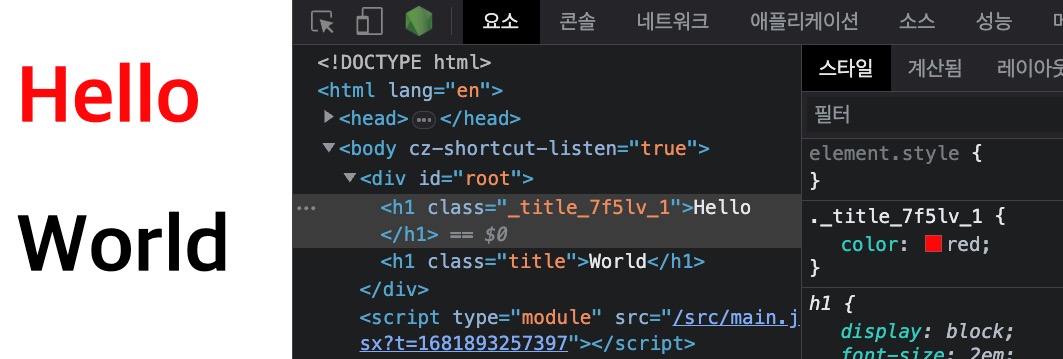 Hello
World
요소 콘솔 네트워크 애플리케이션 소스 성능
<!DOCTYPE html>
<html lang="en">
<head> ••• </head>
<body cz-shortcut-listen="true">
<div id="root">
••• <h1 class="_title_7f5lv_1">Hello
</h1> == $0
<h1 class="title">World</h1>
</div>
<script type="module" src="/src/main.j
sx?t=1681893257397"></script>
스타일 계산됨 레이아웃
필터
element.style {
}
._title_7f5lv_1 {
color: red;
}
h1 {
display: block;
font-size: 2em;